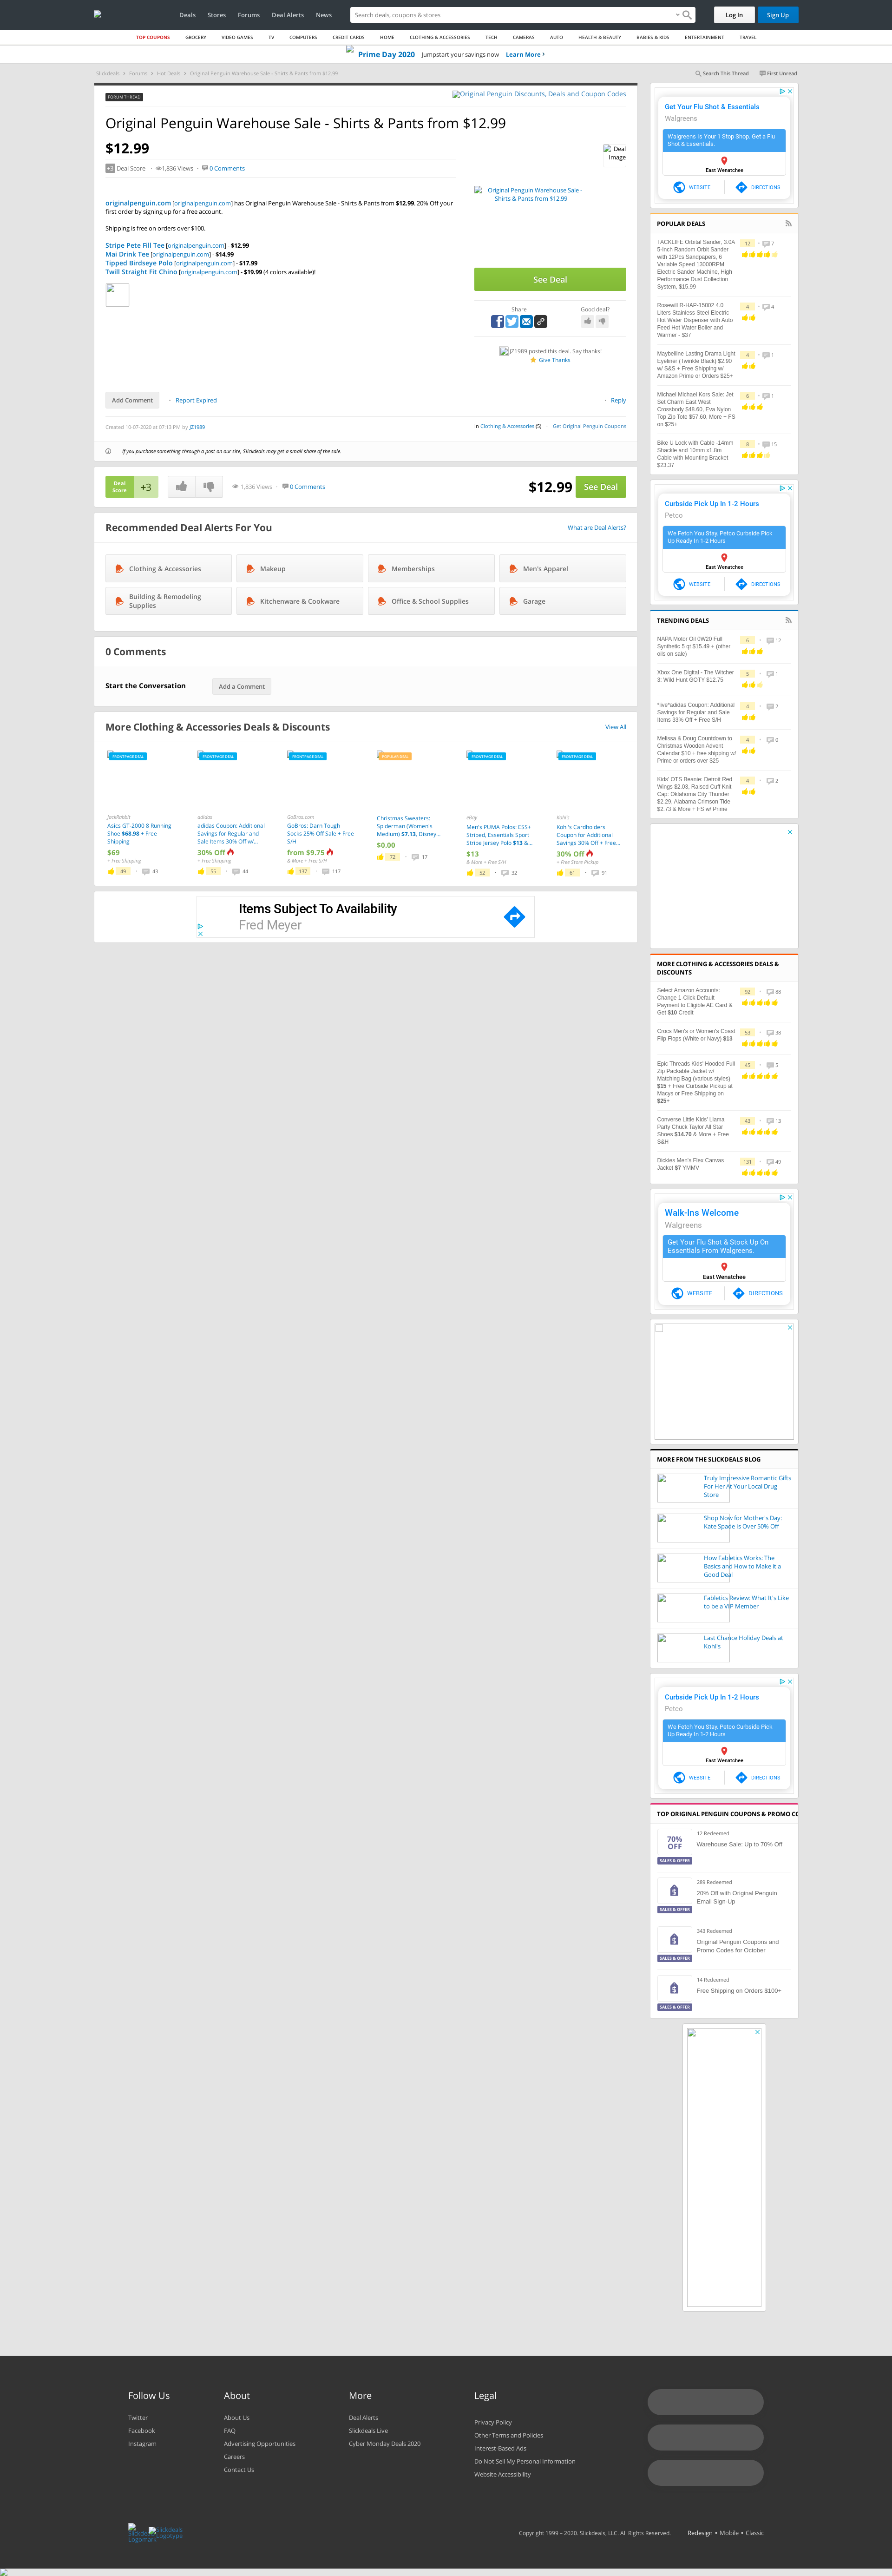 Deals Stores Forums Deal Alerts News
Search deals, coupons & stores
Log In Sign Up
TOP COUPONS GROCERY VIDEO GAMES TV COMPUTERS CREDIT CARDS HOME CLOTHING & ACCESSORIES TECH CAMERAS AUTO HEALTH & BEAUTY BABIES & KIDS ENTERTAINMENT TRAVEL
Prime Day 2020 Jumpstart your savings now Learn More
Slickdeals Forums Hot Deals Original Penguin Warehouse Sale - Shirts & Pants from $12.99
Search This Thread First Unread
FORUM THREAD
Original Penguin Discounts, Deals and Coupon Codes
Original Penguin Warehouse Sale - Shirts & Pants from $12.99
$12.99
+3 Deal Score 1,836 Views 0 Comments
Deal Image
originalpenguin.com [originalpenguin.com] has Original Penguin Warehouse Sale - Shirts & Pants from $12.99. 20% Off your
first order by signing up for a account.
Shipping is free on orders over $100.
Stripe Pete Fill Tee [originalpenguin.com] - $12.99
Mai Drink Tee [originalpenguin.com] - $14.99
Tipped Birdseye Polo [originalpenguin.com] - $17.99
Twill Straight Fit Chino [originalpenguin.com] - $19.99 (4 colors available)!
Original Penguin Warehouse Sale -
Shirts & Pants from $12.99
See Deal
Share Good deal?
JZ1989 posted this deal. Say thanks!
Give Thanks
Add Comment Report Expired Reply
Created 10-07-2020 at 07:13 PM by JZ1989
in Clothing & Accessories (5) Get Original Penguin Coupons
If you purchase something through a post on our site, Slickdeals may get a small share of the sale.
Deal Score +3 1,836 Views 0 Comments $12.99 See Deal
Recommended Deal Alerts For You
What are Deal Alerts?
Clothing & Accessories Makeup Memberships Men's Apparel
Building & Remodeling Supplies Kitchenware & Cookware Office & School Supplies Garage
0 Comments
Start the Conversation Add a Comment
More Clothing & Accessories Deals & Discounts
View All
FRONTPAGE DEAL
JackRabbit
Asics GT-2000 8 Running
Shoe $68.98 + Free
Shipping
$69
+ Free Shipping
49 43
FRONTPAGE DEAL
adidas
adidas Coupon: Additional
Savings for Regular and
Sale Items 30% Off w/...
30% Off
+ Free Shipping
55 44
FRONTPAGE DEAL
GoBros.com
GoBros: Darn Tough
Socks 25% Off Sale + Free
S/H
from $9.75
& More + Free S/H
137 117
POPULAR DEAL
Christmas Sweaters:
Spiderman (Women's
Medium) $7.13, Disney...
$0.00
72 17
FRONTPAGE DEAL
eBay
Men's PUMA Polos: ESS+
Striped, Essentials Sport
Stripe Jersey Polo $13 &...
$13
& More + Free S/H
52 32
FRONTPAGE DEAL
Kohl's
Kohl's Cardholders
Coupon for Additional
Savings 30% Off + Free...
30% Off
+ Free Store Pickup
61 91
Items Subject To Availability
Fred Meyer
Get Your Flu Shot & Essentials
Walgreens
Walgreens Is Your 1 Stop Shop. Get a Flu
Shot & Essentials.
East Wenatchee
WEBSITE DIRECTIONS
POPULAR DEALS
TACKLIFE Orbital Sander, 3.0A
5-Inch Random Orbit Sander
with 12Pcs Sandpapers, 6
Variable Speed 13000RPM
Electric Sander Machine, High
Performance Dust Collection
System, $15.99
12 7
Rosewill R-HAP-15002 4.0
Liters Stainless Steel Electric
Hot Water Dispenser with Auto
Feed Hot Water Boiler and
Warmer - $37
4 4
Maybelline Lasting Drama Light
Eyeliner (Twinkle Black) $2.90
w/ S&S + Free Shipping w/
Amazon Prime or Orders $25+
4 1
Michael Michael Kors Sale: Jet
Set Charm East West
Crossbody $48.60, Eva Nylon
Top Zip Tote $57.60, More + FS
on $25+
6 1
Bike U Lock with Cable -14mm
Shackle and 10mm x1.8m
Cable with Mounting Bracket
$23.37
8 15
Curbside Pick Up In 1-2 Hours
Petco
We Fetch You Stay. Petco Curbside Pick
Up Ready In 1-2 Hours
East Wenatchee
WEBSITE DIRECTIONS
TRENDING DEALS
NAPA Motor Oil 0W20 Full
Synthetic 5 qt $15.49 + (other
oils on sale)
6 12
Xbox One Digital - The Witcher
3: Wild Hunt GOTY $12.75
5 1
*live*adidas Coupon: Additional
Savings for Regular and Sale
Items 33% Off + Free S/H
4 2
Melissa & Doug Countdown to
Christmas Wooden Advent
Calendar $10 + free shipping w/
Prime or orders over $25
4 0
Kids' OTS Beanie: Detroit Red
Wings $2.03, Raised Cuff Knit
Cap: Oklahoma City Thunder
$2.29, Alabama Crimson Tide
$2.73 & More + FS w/ Prime
4 2
MORE CLOTHING & ACCESSORIES DEALS &
DISCOUNTS
Select Amazon Accounts:
Change 1-Click Default
Payment to Eligible AE Card &
Get $10 Credit
92 88
Crocs Men's or Women's Coast
Flip Flops (White or Navy) $13
53 38
Epic Threads Kids' Hooded Full
Zip Packable Jacket w/
Matching Bag (various styles)
$15 + Free Curbside Pickup at
Macys or Free Shipping on
$25+
45 5
Converse Little Kids' Llama
Party Chuck Taylor All Star
Shoes $14.70 & More + Free
S&H
43 13
Dickies Men's Flex Canvas
Jacket $7 YMMV
131 49
Walk-Ins Welcome
Walgreens
Get Your Flu Shot & Stock Up On
Essentials From Walgreens.
East Wenatchee
WEBSITE DIRECTIONS
MORE FROM THE SLICKDEALS BLOG
Truly Impressive Romantic Gifts
For Her At Your Local Drug
Store
Shop Now for Mother's Day:
Kate Spade Is Over 50% Off
How Fabletics Works: The
Basics and How to Make it a
Good Deal
Fabletics Review: What It's Like
to be a VIP Member
Last Chance Holiday Deals at
Kohl's
Curbside Pick Up In 1-2 Hours
Petco
We Fetch You Stay. Petco Curbside Pick
Up Ready In 1-2 Hours
East Wenatchee
WEBSITE DIRECTIONS
TOP ORIGINAL PENGUIN COUPONS & PROMO CO
70% OFF
SALES & OFFER
12 Redeemed
Warehouse Sale: Up to 70% Off
SALES & OFFER
289 Redeemed
20% Off with Original Penguin
Email Sign-Up
SALES & OFFER
343 Redeemed
Original Penguin Coupons and
Promo Codes for October
SALES & OFFER
14 Redeemed
Free Shipping on Orders $100+
Follow Us
Twitter
Facebook
Instagram
About
About Us
FAQ
Advertising Opportunities
Careers
Contact Us
More
Deal Alerts
Slickdeals Live
Cyber Monday Deals 2020
Legal
Privacy Policy
Other Terms and Policies
Interest-Based Ads
Do Not Sell My Personal Information
Website Accessibility
Slickdeals Logomark Slickdeals Logotype
Copyright 1999 – 2020. Slickdeals, LLC. All Rights Reserved. Redesign • Mobile • Classic